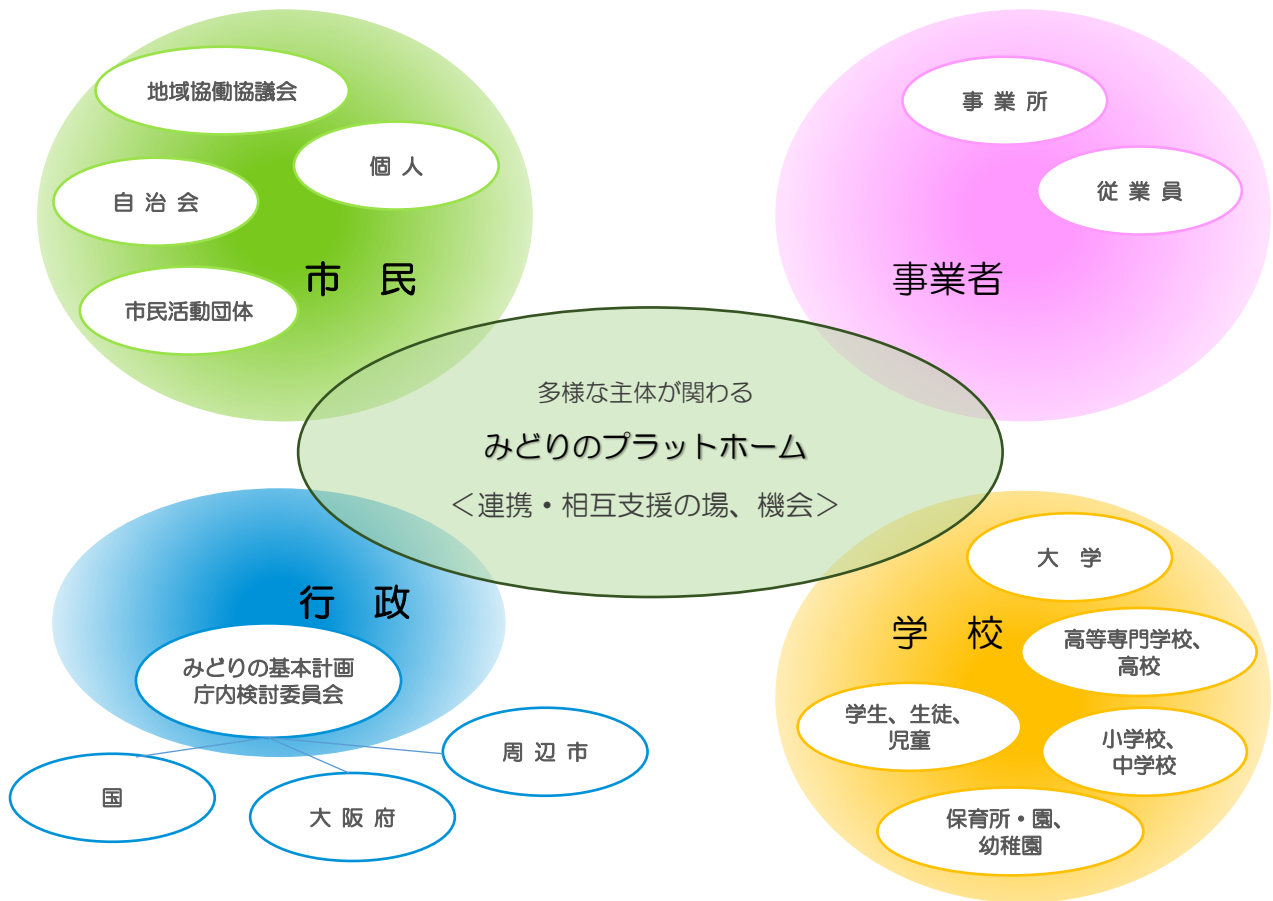 地域協働協議会
個 人
自 治 会
市民活動団体
市　民
事 業 所
従 業 員
事業者
多様な主体が関わる
みどりのプラットホーム
＜連携・相互支援の場、機会＞
行　政
みどりの基本計画
庁内検討委員会
国
大 阪 府
周 辺 市
学　校
大　学
高等専門学校、
高校
学生、生徒、
児童
小学校、
中学校
保育所・園、
幼稚園